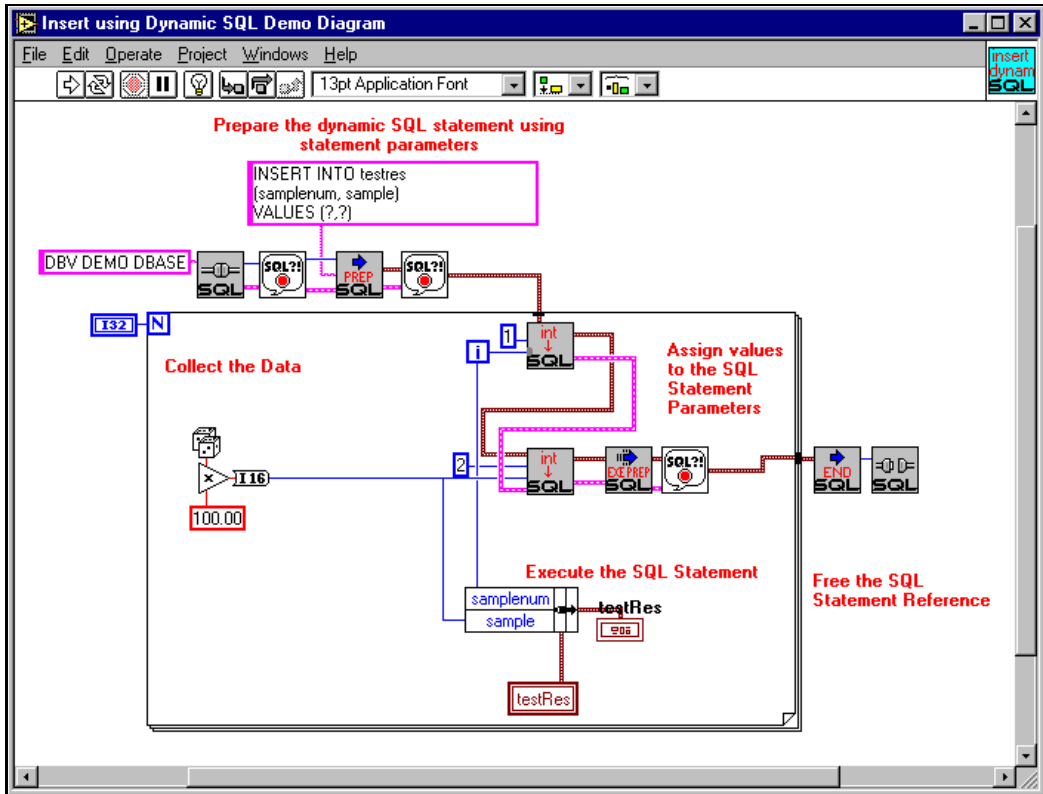 Insert using Dynamic SQL Demo Diagram
File Edit Operate Project Windows Help
insert
dynam
SQL
13pt Application Font
Prepare the dynamic SQL statement using
statement parameters
INSERT INTO testres
(samplenum, sample)
VALUES (?,?)
DBV DEMO DBASE
SQL
SQL?!
PREP
SQL
SQL?!
I32
N
Collect the Data
1
i
int
SQL
Assign values
to the SQL
Statement
Parameters
2
int
SQL
EXE PREP
SQL
SQL?!
END
SQL
SQL
x
I16
100.00
Execute the SQL Statement
Free the SQL
Statement Reference
samplenum
sample
testRes
testRes